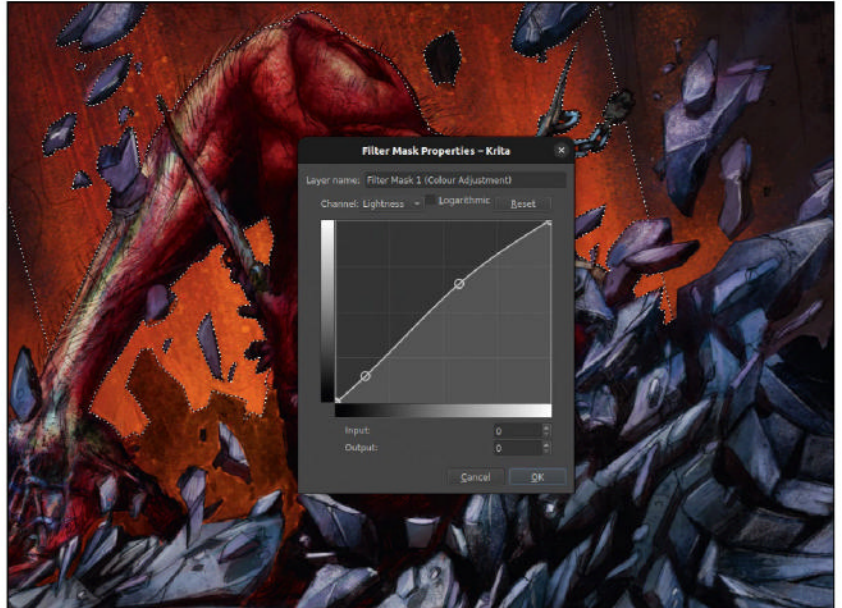 Filter Mask Properties – Krita
Layer name: Filter Mask 1 (Colour Adjustment)
Channel: Lightness Logarithmic Reset
Input: 0
Output: 0
Cancel OK